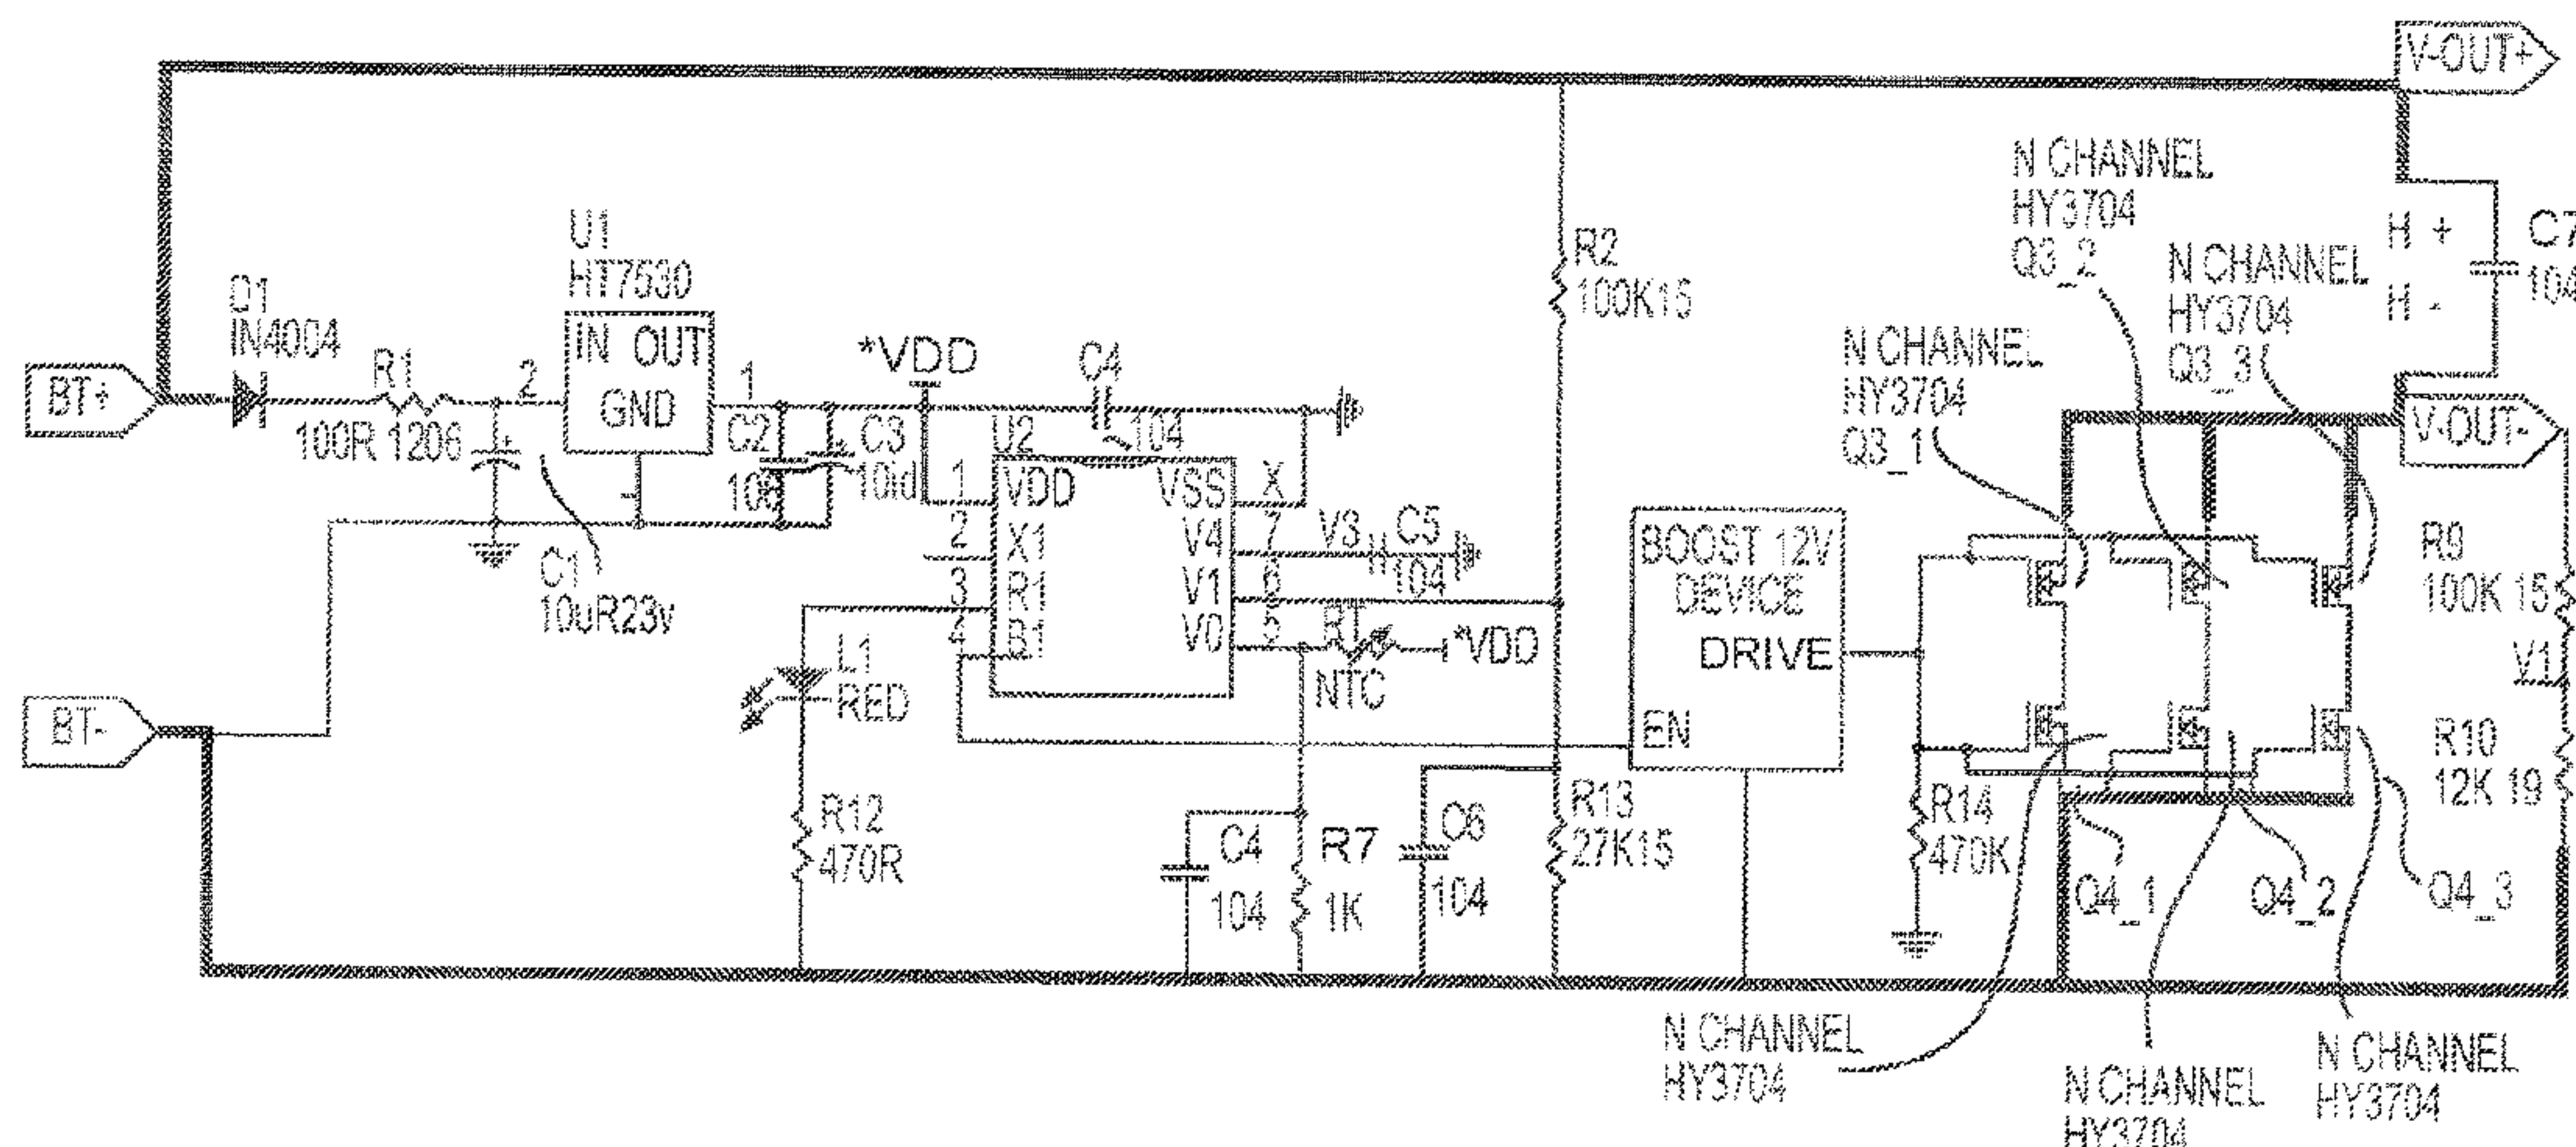 V-OUT+
N CHANNEL
HY3704
Q3_2
U1
HT7530
R2
100K15
N CHANNEL
HY3704
Q3_3
H +
H -
C7
104
D1
IN4004
IN OUT
GND
N CHANNEL
HY3704
Q3_1
BT+
R1
100R 1206
2
1
*VDD
C4
104
V-OUT-
C2
C3
U2
1
VDD
VSS
X
2
X1
V4
7
V3
C5
104
3
R1
V1
6
4
B1
V0
5
RT
NTC
*VDD
C1
10uR23v
BOOST 12V
DEVICE
DRIVE
EN
R9
100K 15
V1
L1
RED
BT-
R10
12K 19
R12
470R
C4
104
R7
1K
C6
104
R13
27K15
R14
470K
Q4_1
Q4_2
Q4_3
N CHANNEL
HY3704
N CHANNEL
HY3704
N CHANNEL
HY3704